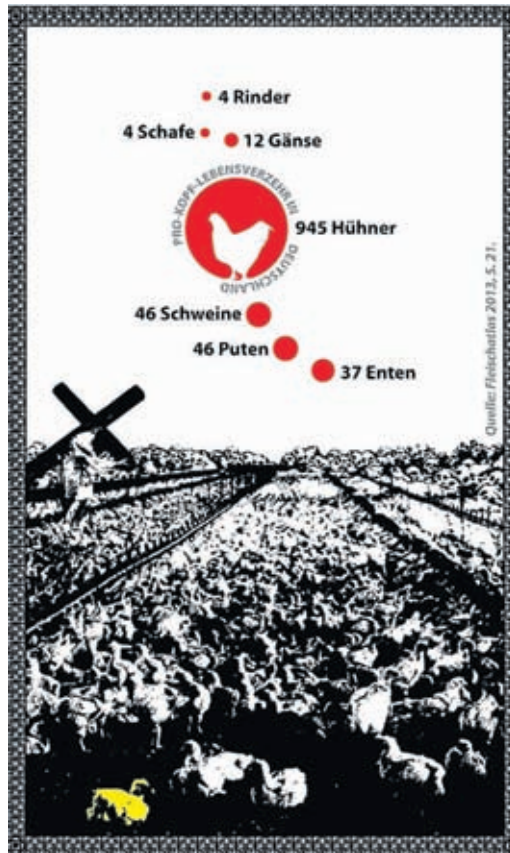 4 Rinder
4 Schafe
12 Gänse
PRO-KOPF-LEBENSVERZEHR IN DEUTSCHLAND
945 Hühner
46 Schweine
46 Puten
37 Enten
Quelle: Fleischatlas 2013, S. 21.